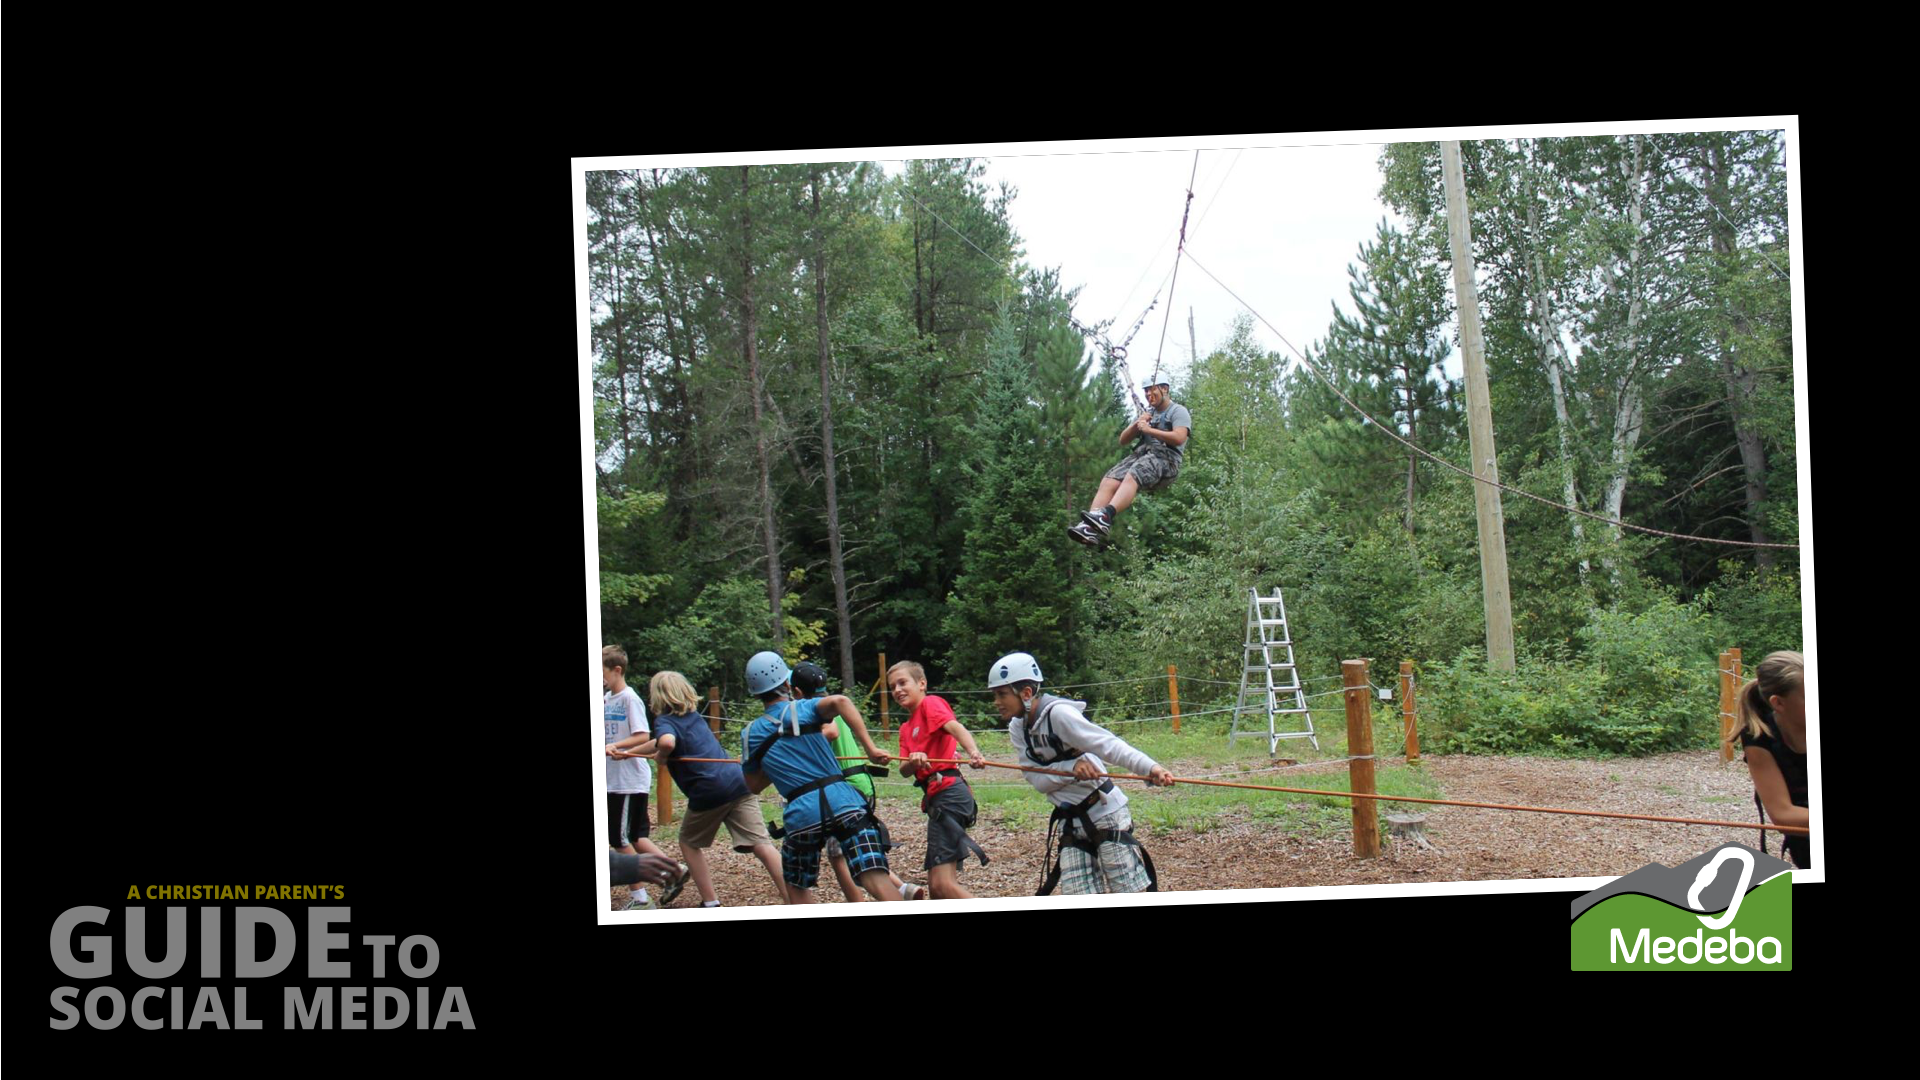 A CHRISTIAN PARENT'S
GUIDE TO
SOCIAL MEDIA
Medeba